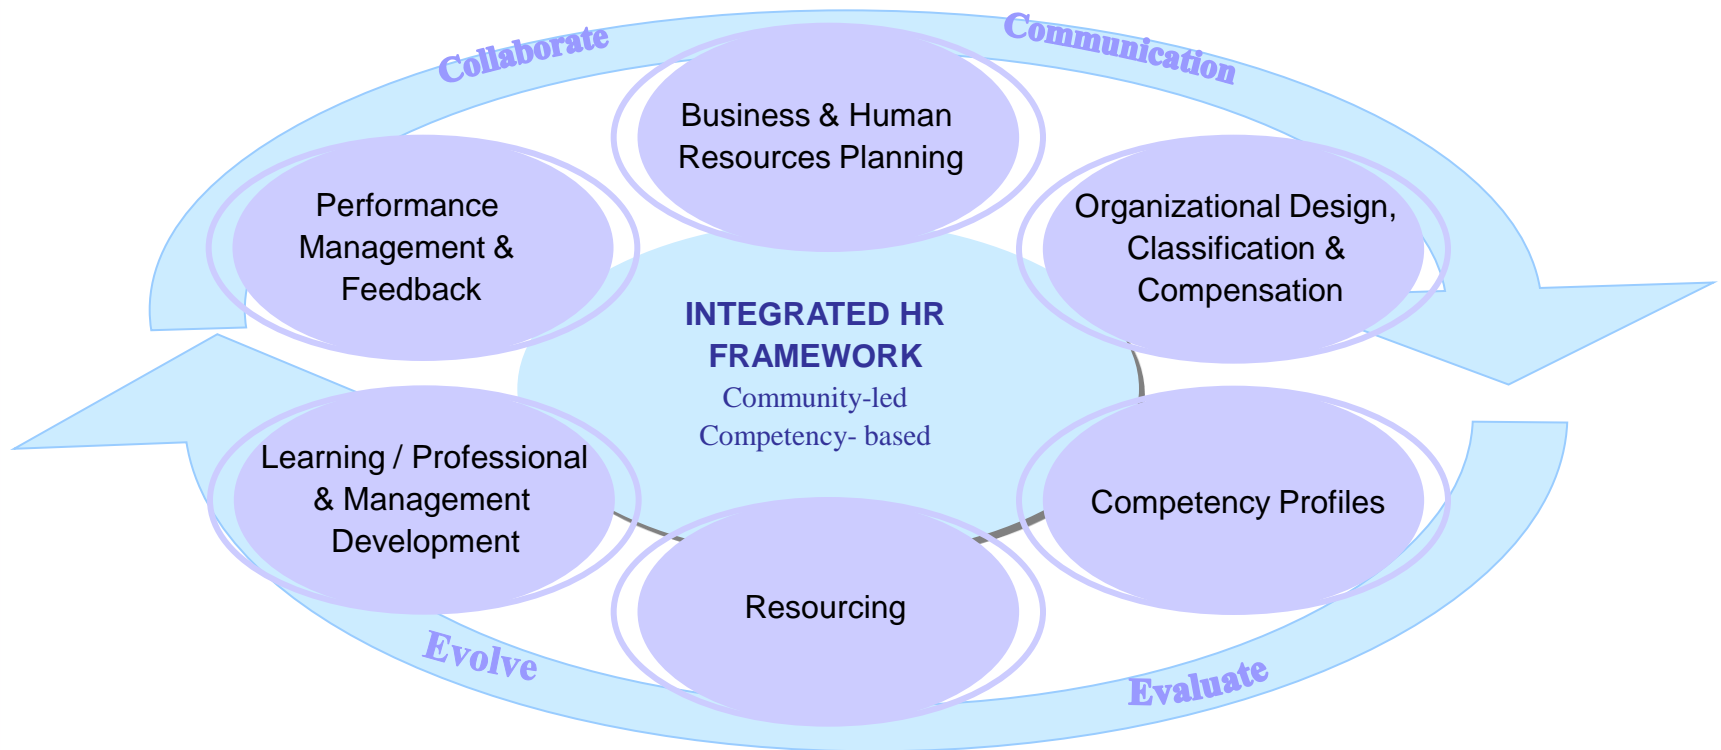 Collaborate
Communication
Business & Human
Resources Planning
Performance
Management &
Feedback
Organizational Design,
Classification &
Compensation
INTEGRATED HR
FRAMEWORK
Community-led
Competency- based
Learning / Professional
& Management
Development
Competency Profiles
Resourcing
Evolve
Evaluate